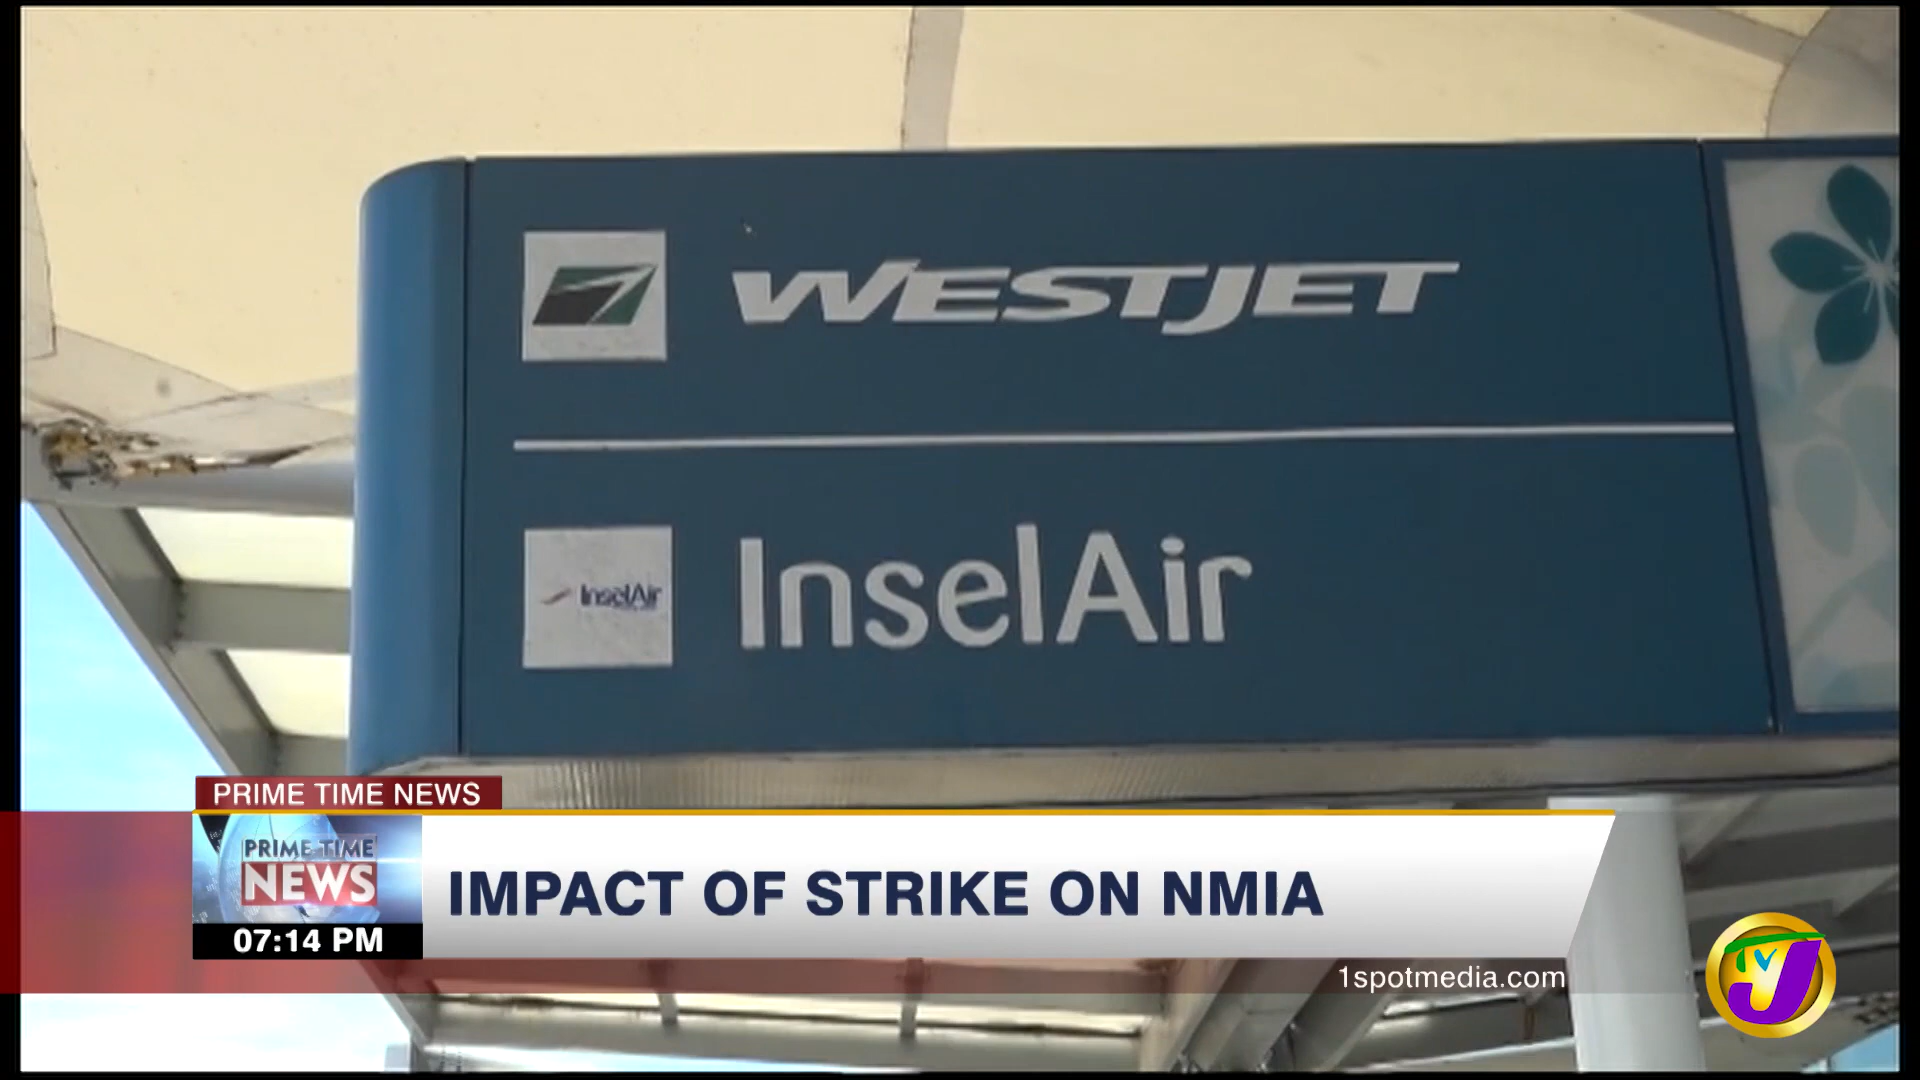 WESTJET
InselAir
InselAir
PRIME TIME NEWS
PRIME TIME
NEWS
07:14 PM
IMPACT OF STRIKE ON NMIA
1spotmedia.com
TVJ